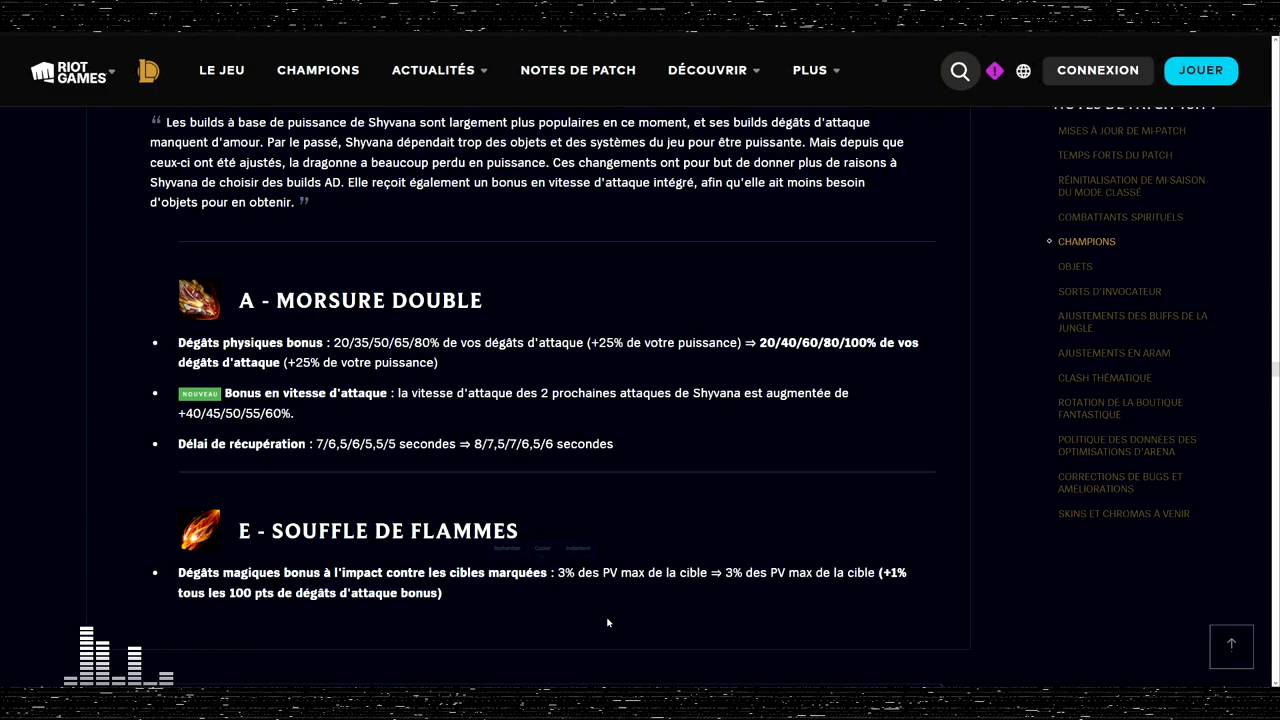 RIOT GAMES
LE JEU
CHAMPIONS
ACTUALITÉS
NOTES DE PATCH
DÉCOUVRIR
PLUS
CONNEXION
JOUER
“ Les builds à base de puissance de Shyvana sont largement plus populaires en ce moment, et ses builds dégâts d'attaque
manquent d'amour. Par le passé, Shyvana dépendait trop des objets et des systèmes du jeu pour être puissante. Mais depuis que
ceux-ci ont été ajustés, la dragonne a beaucoup perdu en puissance. Ces changements ont pour but de donner plus de raisons à
Shyvana de choisir des builds AD. Elle reçoit également un bonus en vitesse d'attaque intégré, afin qu'elle ait moins besoin
d'objets pour en obtenir. ”
A - MORSURE DOUBLE
• Dégâts physiques bonus : 20/35/50/65/80% de vos dégâts d'attaque (+25% de votre puissance) ⇒ 20/40/60/80/100% de vos
dégâts d'attaque (+25% de votre puissance)
• NOUVEAU Bonus en vitesse d'attaque : la vitesse d'attaque des 2 prochaines attaques de Shyvana est augmentée de
+40/45/50/55/60%.
• Délai de récupération : 7/6,5/6/5,5/5 secondes ⇒ 8/7,5/7/6,5/6 secondes
E - SOUFFLE DE FLAMMES
Rechercher Copier
• Dégâts magiques bonus à l'impact contre les cibles marquées : 3% des PV max de la cible ⇒ 3% des PV max de la cible (+1%
tous les 100 pts de dégâts d'attaque bonus)
MISES À JOUR DE MI-PATCH
TEMPS FORTS DU PATCH
RÉINITIALISATION DE MI-SAISON
DU MODE CLASSÉ
COMBATTANTS SPIRITUELS
CHAMPIONS
OBJETS
SORTS D'INVOCATEUR
AJUSTEMENTS DES BUFFS DE LA
JUNGLE
AJUSTEMENTS EN ARAM
CLASH THÉMATIQUE
ROTATION DE LA BOUTIQUE
FANTASTIQUE
POLITIQUE DES DONNÉES DES
OPTIMISATIONS D'ARENA
CORRECTIONS DE BUGS ET
AMÉLIORATIONS
SKINS ET CHROMAS À VENIR